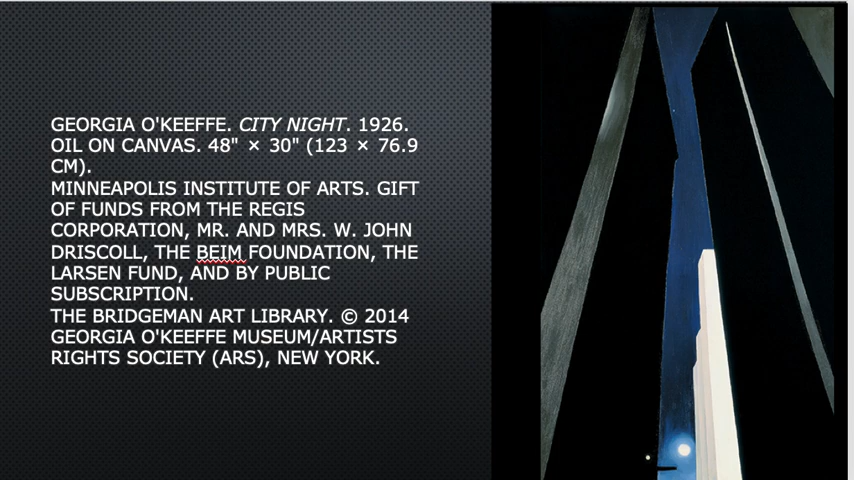 GEORGIA O'KEEFFE. CITY NIGHT. 1926.
OIL ON CANVAS. 48" × 30" (123 × 76.9
CM).
MINNEAPOLIS INSTITUTE OF ARTS. GIFT
OF FUNDS FROM THE REGIS
CORPORATION, MR. AND MRS. W. JOHN
DRISCOLL, THE BEIM FOUNDATION, THE
LARSEN FUND, AND BY PUBLIC
SUBSCRIPTION.
THE BRIDGEMAN ART LIBRARY. © 2014
GEORGIA O'KEEFFE MUSEUM/ARTISTS
RIGHTS SOCIETY (ARS), NEW YORK.